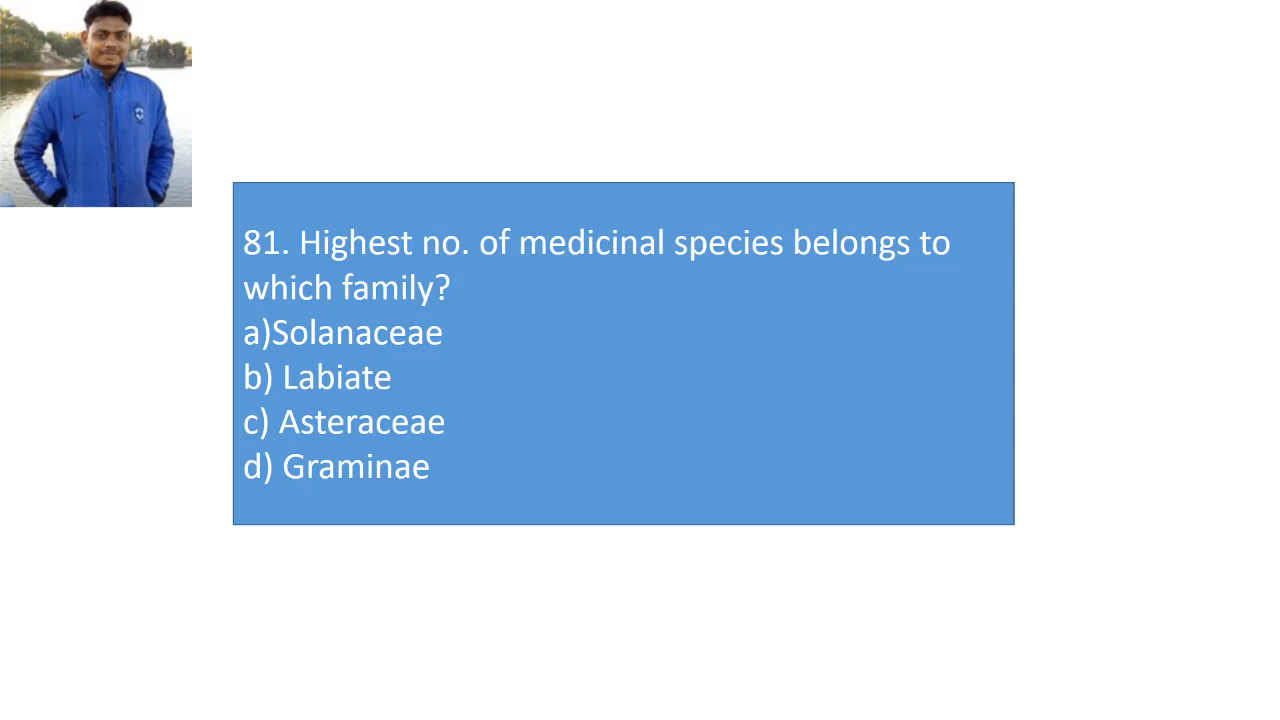 81. Highest no. of medicinal species belongs to
which family?
a)Solanaceae
b) Labiate
c) Asteraceae
d) Graminae